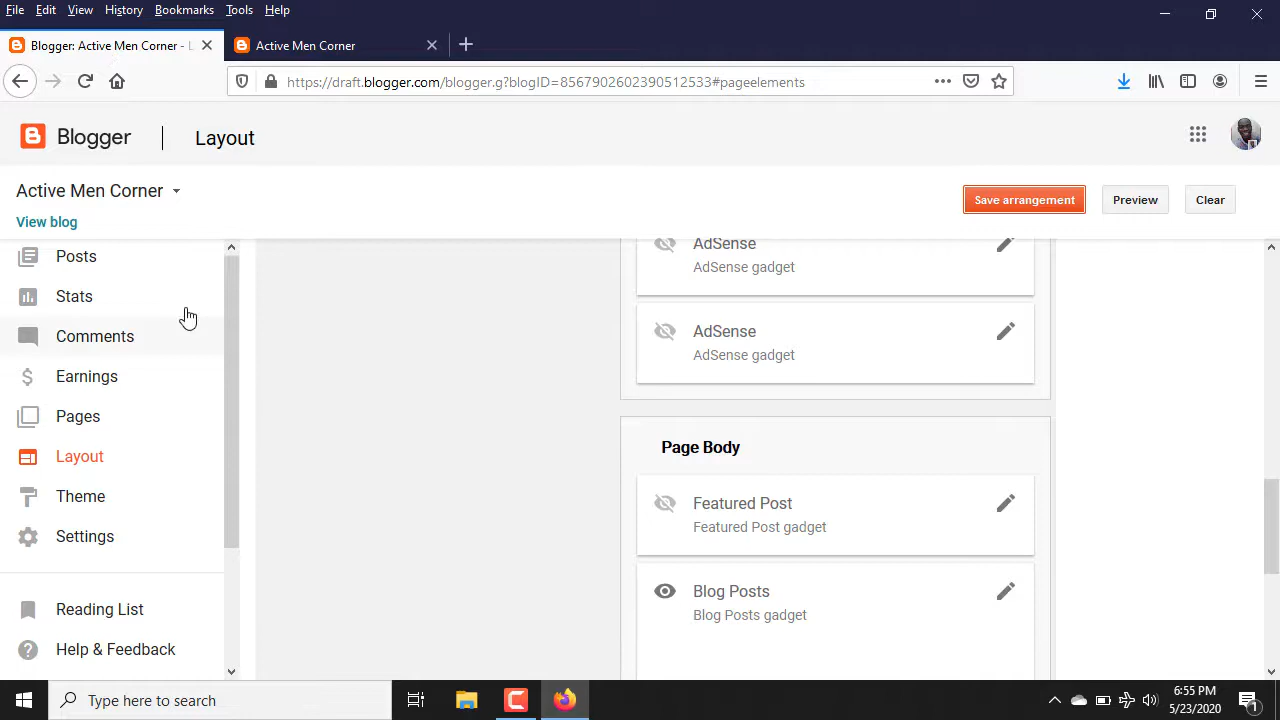 File Edit View History Bookmarks Tools Help
Blogger: Active Men Corner - L
Active Men Corner
https://draft.blogger.com/blogger.g?blogID=8567902602390512533#pageelements
Blogger Layout
Active Men Corner
View blog
Save arrangement Preview Clear
Posts
Stats
Comments
Earnings
Pages
Layout
Theme
Settings
Reading List
Help & Feedback
AdSense
AdSense gadget
AdSense
AdSense gadget
Page Body
Featured Post
Featured Post gadget
Blog Posts
Blog Posts gadget
Type here to search
6:55 PM
5/23/2020
1